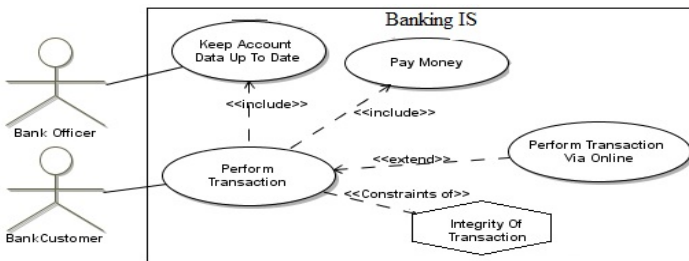 Banking IS
Keep Account
Data Up To Date
Pay Money
<<include>>
<<include>>
Bank Officer
Perform
Transaction
<<extend>>
Perform Transaction
Via Online
<<Constraints of>>
Integrity Of
Transaction
BankCustomer